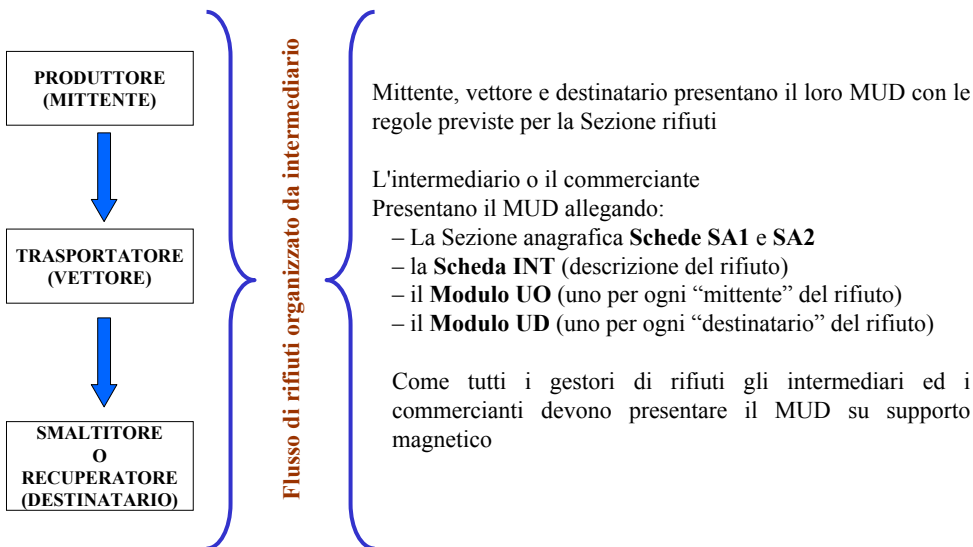 PRODUTTORE
(MITTENTE)
TRASPORTATORE
(VETTORE)
SMALTITORE
O
RECUPERATORE
(DESTINATARIO)
Flusso di rifiuti organizzato da intermediario
Mittente, vettore e destinatario presentano il loro MUD con le
regole previste per la Sezione rifiuti
L'intermediario o il commerciante
Presentano il MUD allegando:
– La Sezione anagrafica Schede SA1 e SA2
– la Scheda INT (descrizione del rifiuto)
– il Modulo UO (uno per ogni “mittente” del rifiuto)
– il Modulo UD (uno per ogni “destinatario” del rifiuto)
Come tutti i gestori di rifiuti gli intermediari ed i
commercianti devono presentare il MUD su supporto
magnetico